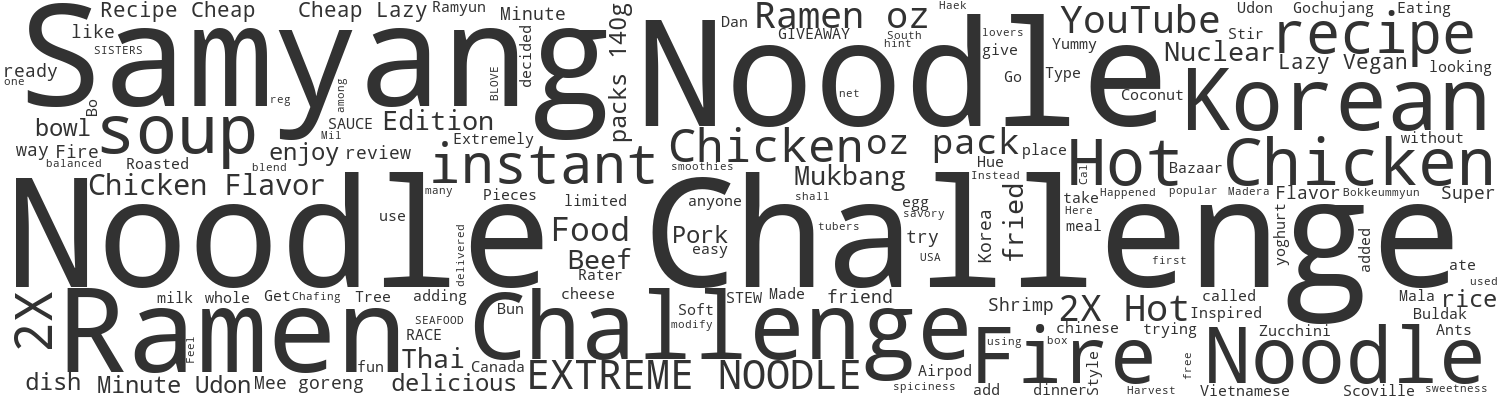 Samyang
Noodle
Recipe Cheap
Cheap Lazy
Ramyun
Minute
like
SISTERS
ready
one
reg
among
BLOVE
decided
packs 140g
Dan
Ramen oz
GIVEAWAY
South
hint
Haek
lovers
give
Go
Type
Yummy
net
YouTube
Udon
Gochujang
Eating
Stir
Nuclear
recipe
Lazy Vegan
looking
Coconut
Korean
Bo
bowl
soup
SAUCE
Mil
Edition
Extremely
way
Fire
balanced
Roasted
blend
enjoy
review
instant
Chicken
oz pack
smoothies
place
Hue
Instead
Mukbang
Hot Chicken
without
Bazaar
Cal
Happened
popular
Madera
Flavor
Bokkeummyun
Super
Chicken Flavor
many
Pieces
limited
anyone
shall
egg
savory
take
Here
meal
Noodle Challenge
use
delivered
Food
Beef
Rater
Pork
easy
tubers
try
USA
Korea
fried
first
yoghurt
added
ate
used
2X
Ramen
milk
whole
Get
Chafing
Tree
adding
SEAFOOD
RACE
Feel
fun
Thai
Bun
Canada
Challenge
cheese
STEW
Made
friend
Soft
modify
Shrimp
2X Hot
called
Inspired
Mala
rice
Buldak
Ants
chinese
trying
Zucchini
Fire Noodle
using
box
Style
free
dish
Minute Udon
Mee goreng
delicious
EXTREME NOODLE
Airpod
spiciness
add
dinner
Harvest
Vietnamese
Scoville
sweetness